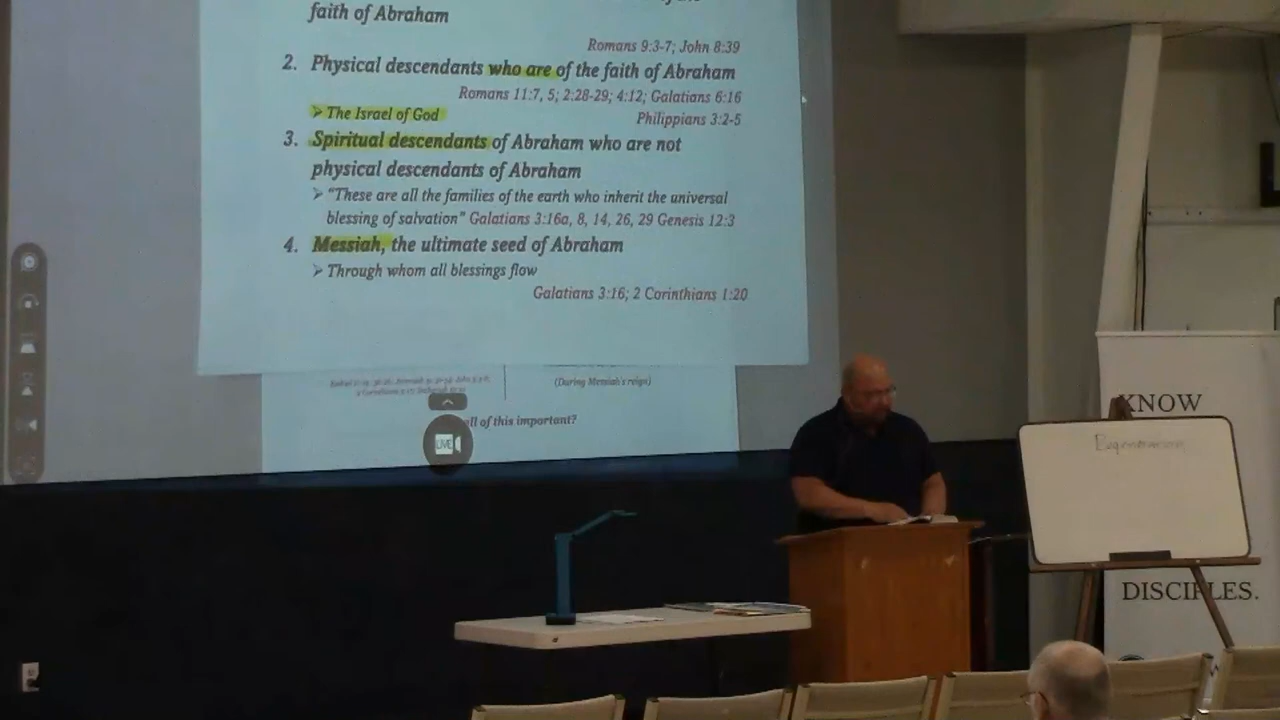 faith of Abraham
Romans 9:3-7; John 8:39
2. Physical descendants who are of the faith of Abraham
Romans 11:7, 5; 2:28-29; 4:12; Galatians 6:16
➢ The Israel of God
Philippians 3:2-5
3. Spiritual descendants of Abraham who are not
physical descendants of Abraham
➢ "These are all the families of the earth who inherit the universal
blessing of salvation" Galatians 3:16a, 8, 14, 26, 29 Genesis 12:3
4. Messiah, the ultimate seed of Abraham
➢ Through whom all blessings flow
Galatians 3:16; 2 Corinthians 1:20
(During Messiah's reign)
all of this important?
LIVE
KNOW
Regeneration
DISCIPLES.